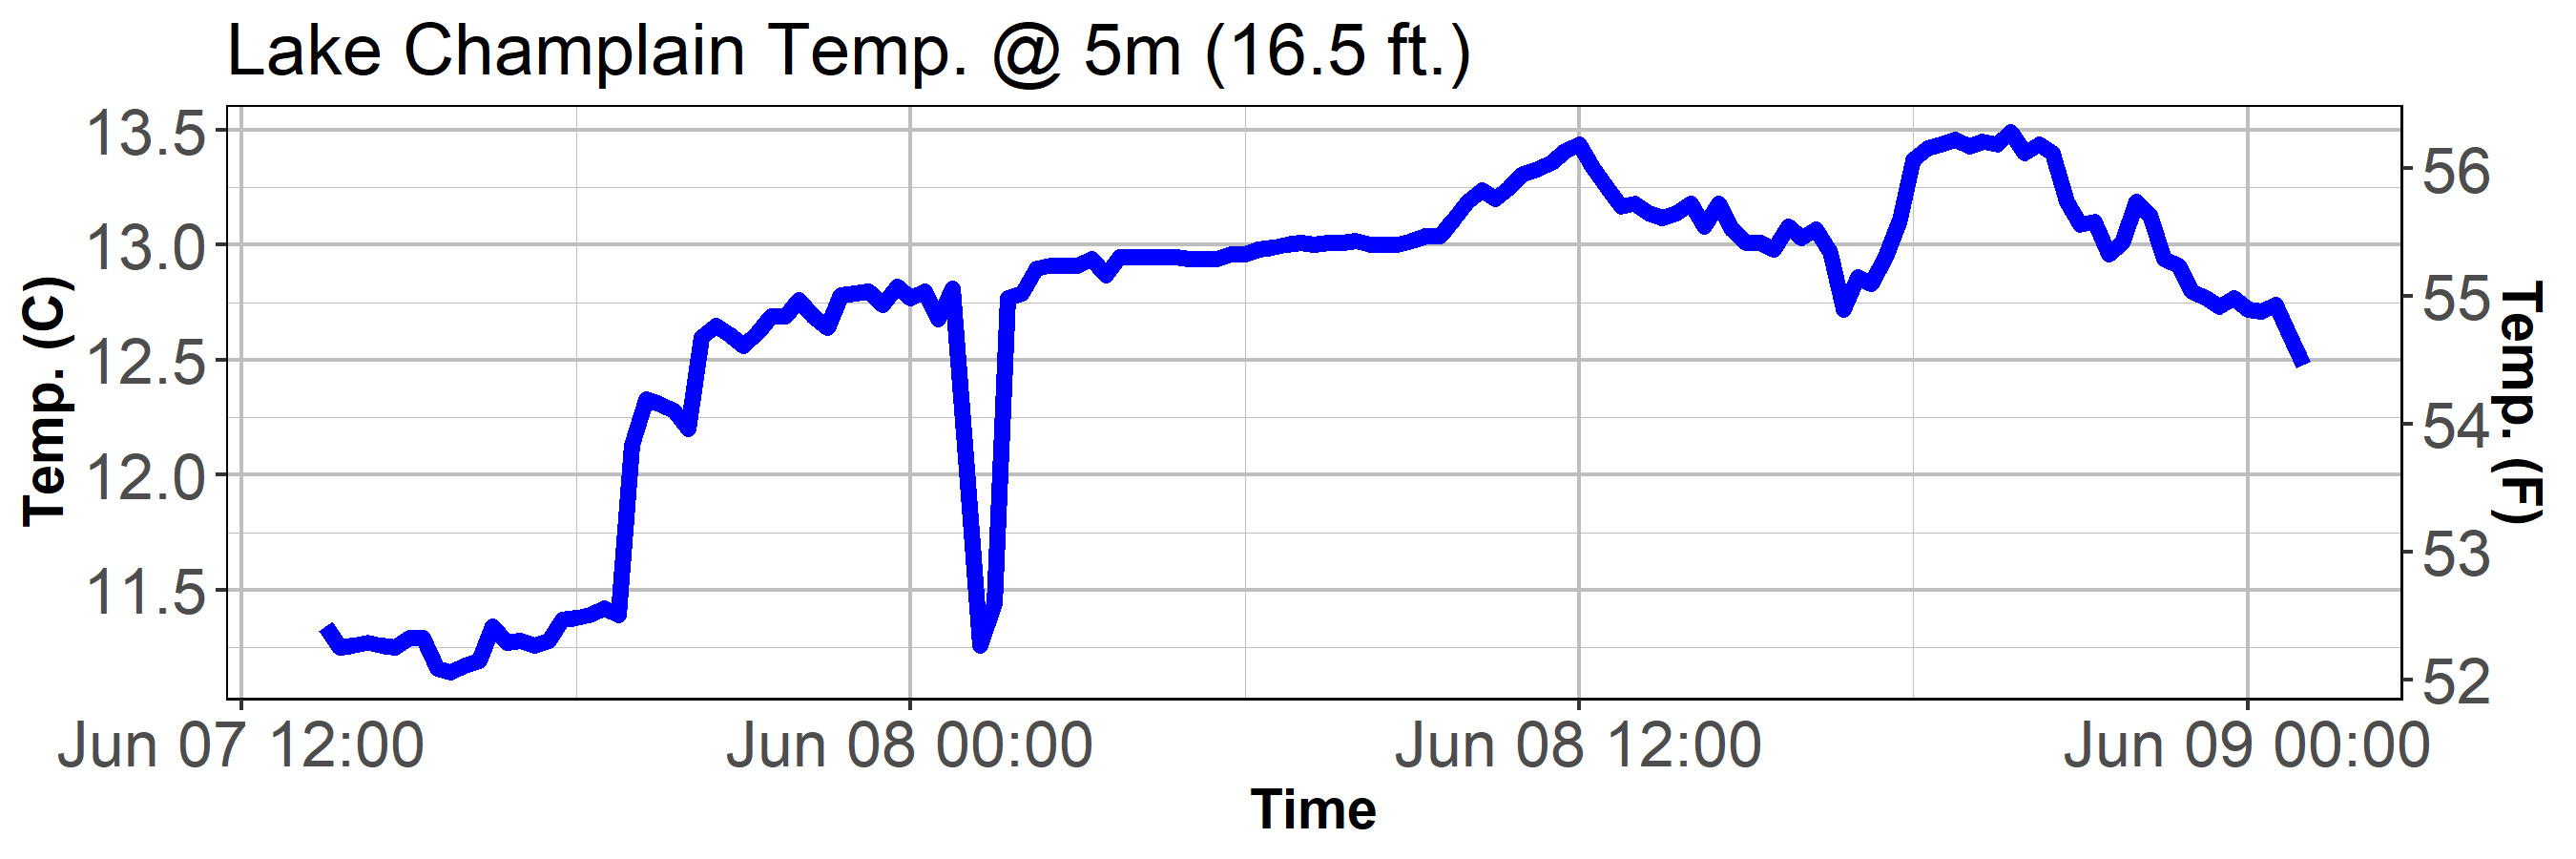 Lake Champlain Temp. @ 5m (16.5 ft.)
Temp. (C)
13.5
13.0
12.5
12.0
11.5
56
55
54
53
52
Temp. (F)
Jun 07 12:00
Jun 08 00:00
Jun 08 12:00
Jun 09 00:00
Time